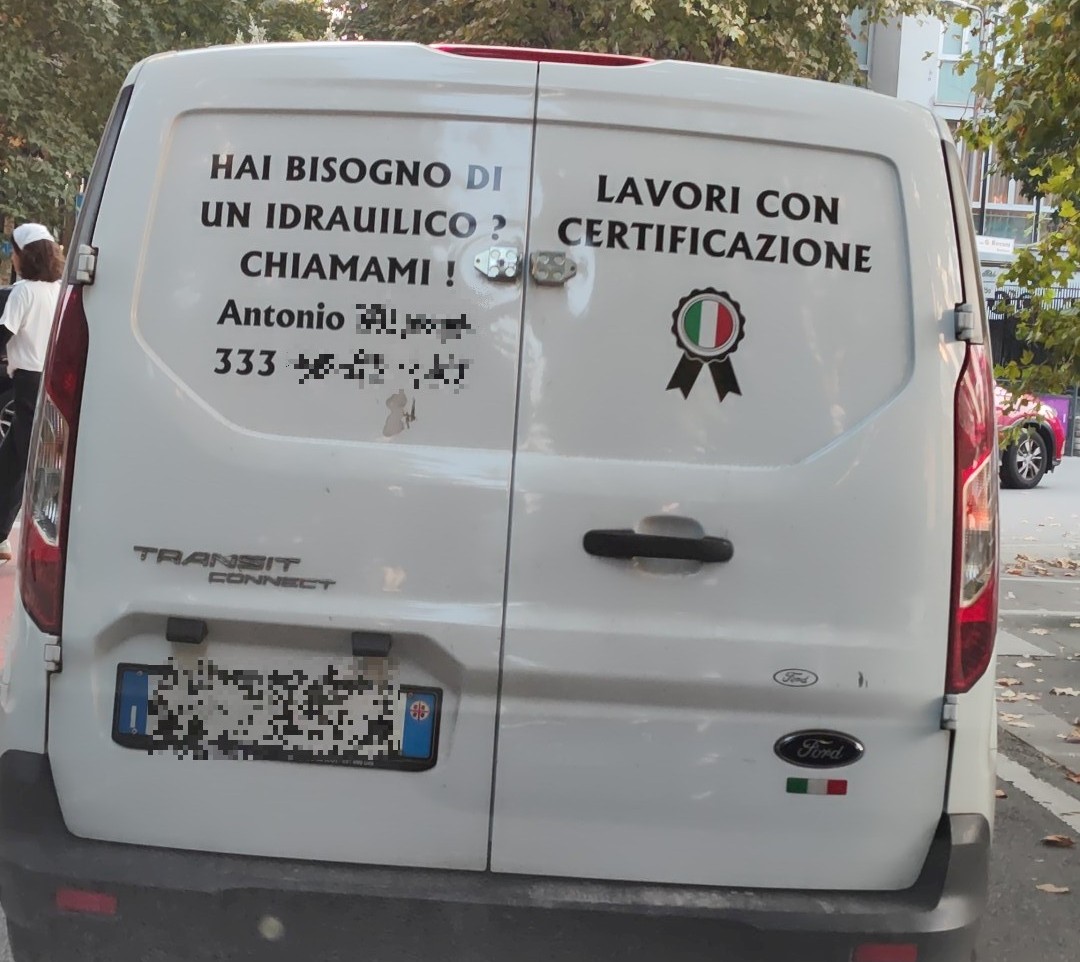 HAI BISOGNO DI
UN IDRAUILICO ?
CHIAMAMI !
Antonio
333
LAVORI CON
CERTIFICAZIONE
TRANSIT
CONNECT
I
Ford
Ford